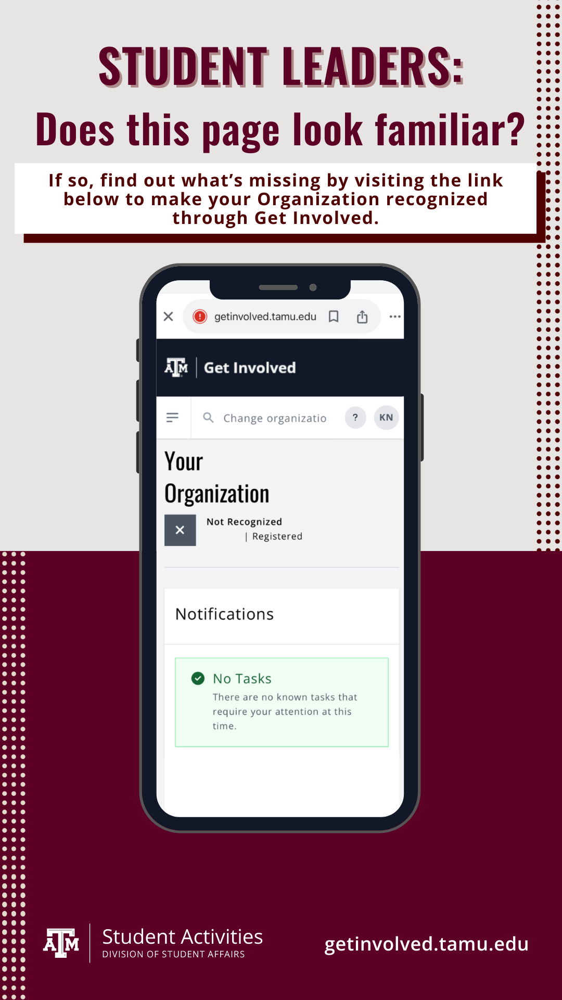 STUDENT LEADERS:
Does this page look familiar?
If so, find out what’s missing by visiting the link
below to make your Organization recognized
through Get Involved.
getinvolved.tamu.edu
ATM | Get Involved
Change organizatio ? KN
Your
Organization
Not Recognized
| Registered
Notifications
No Tasks
There are no known tasks that
require your attention at this
time.
ATM | Student Activities
DIVISION OF STUDENT AFFAIRS
getinvolved.tamu.edu